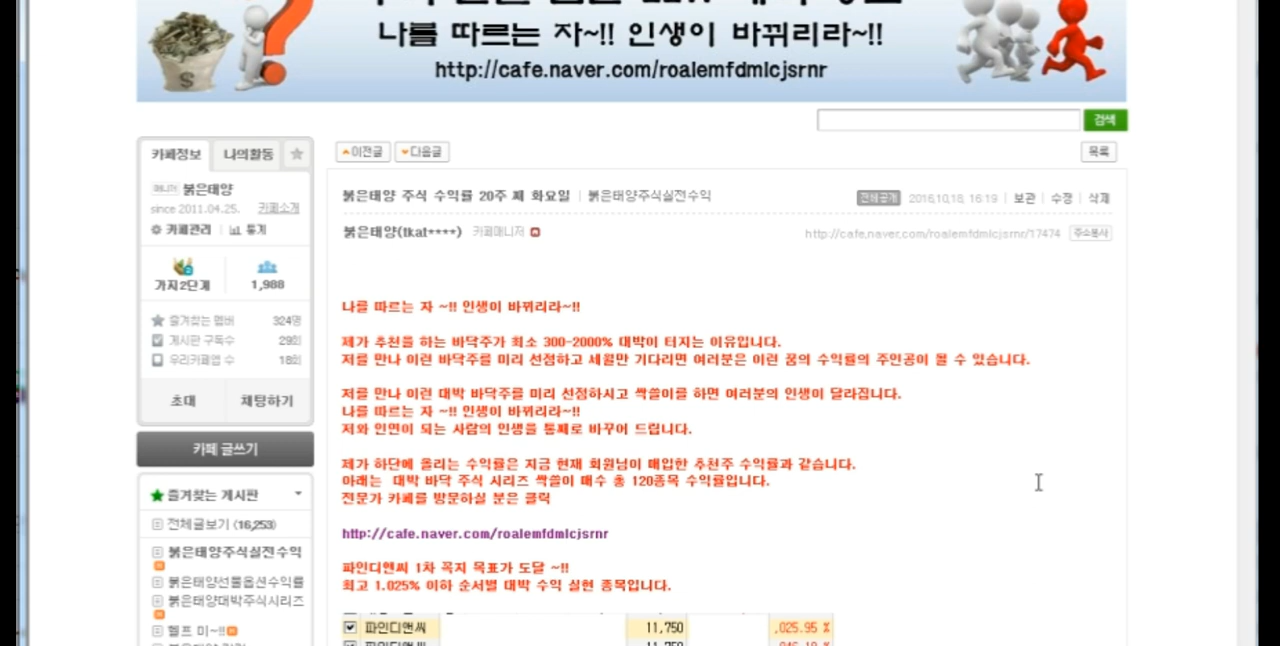 나를 따르는 자~!! 인생이 바뀌리라~!!
http://cafe.naver.com/roalemfdmlcjsrnr
검색
카페정보 나의활동
이전글 다음글
목록
매니저 붉은태양
since 2011.04.25. 카페소개
카페관리 통계
가지2단계 1,988
즐겨찾는 멤버 324명
게시판 구독수 29회
우리카페앱 수 18회
초대 채팅하기
카페 글쓰기
즐겨찾는 게시판
전체글보기 (16,253)
붉은태양주식실전수익
붉은태양선물옵션수익률
붉은태양대박주식시리즈
헬프 미~!!
붉은태양 주식 수익률 20주 째 화요일 | 붉은태양주식실전수익
전체공개 2016.10.18. 16:19 | 보관 | 수정 | 삭제
붉은태양(tkat****) 카페매니저
http://cafe.naver.com/roalemfdmlcjsrnr/17474 주소복사
나를 따르는 자 ~!! 인생이 바뀌리라~!!
제가 추천을 하는 바닥주가 최소 300-2000% 대박이 터지는 이유입니다.
저를 만나 이런 바닥주를 미리 선점하고 세월만 기다리면 여러분은 이런 꿈의 수익률의 주인공이 될 수 있습니다.
저를 만나 이런 대박 바닥주를 미리 선점하시고 싹쓸이를 하면 여러분의 인생이 달라집니다.
나를 따르는 자 ~!! 인생이 바뀌리라~!!
저와 인연이 되는 사람의 인생을 통째로 바꾸어 드립니다.
제가 하단에 올리는 수익률은 지금 현재 회원님이 매입한 추천주 수익률과 같습니다.
아래는 대박 바닥 주식 시리즈 싹쓸이 매수 총 120종목 수익률입니다.
전문가 카페를 방문하실 분은 클릭
http://cafe.naver.com/roalemfdmlcjsrnr
파인디앤씨 1차 꼭지 목표가 도달 ~!!
최고 1.025% 이하 순서별 대박 수익 실현 종목입니다.
파인디앤씨 11,750 ,025.95 %